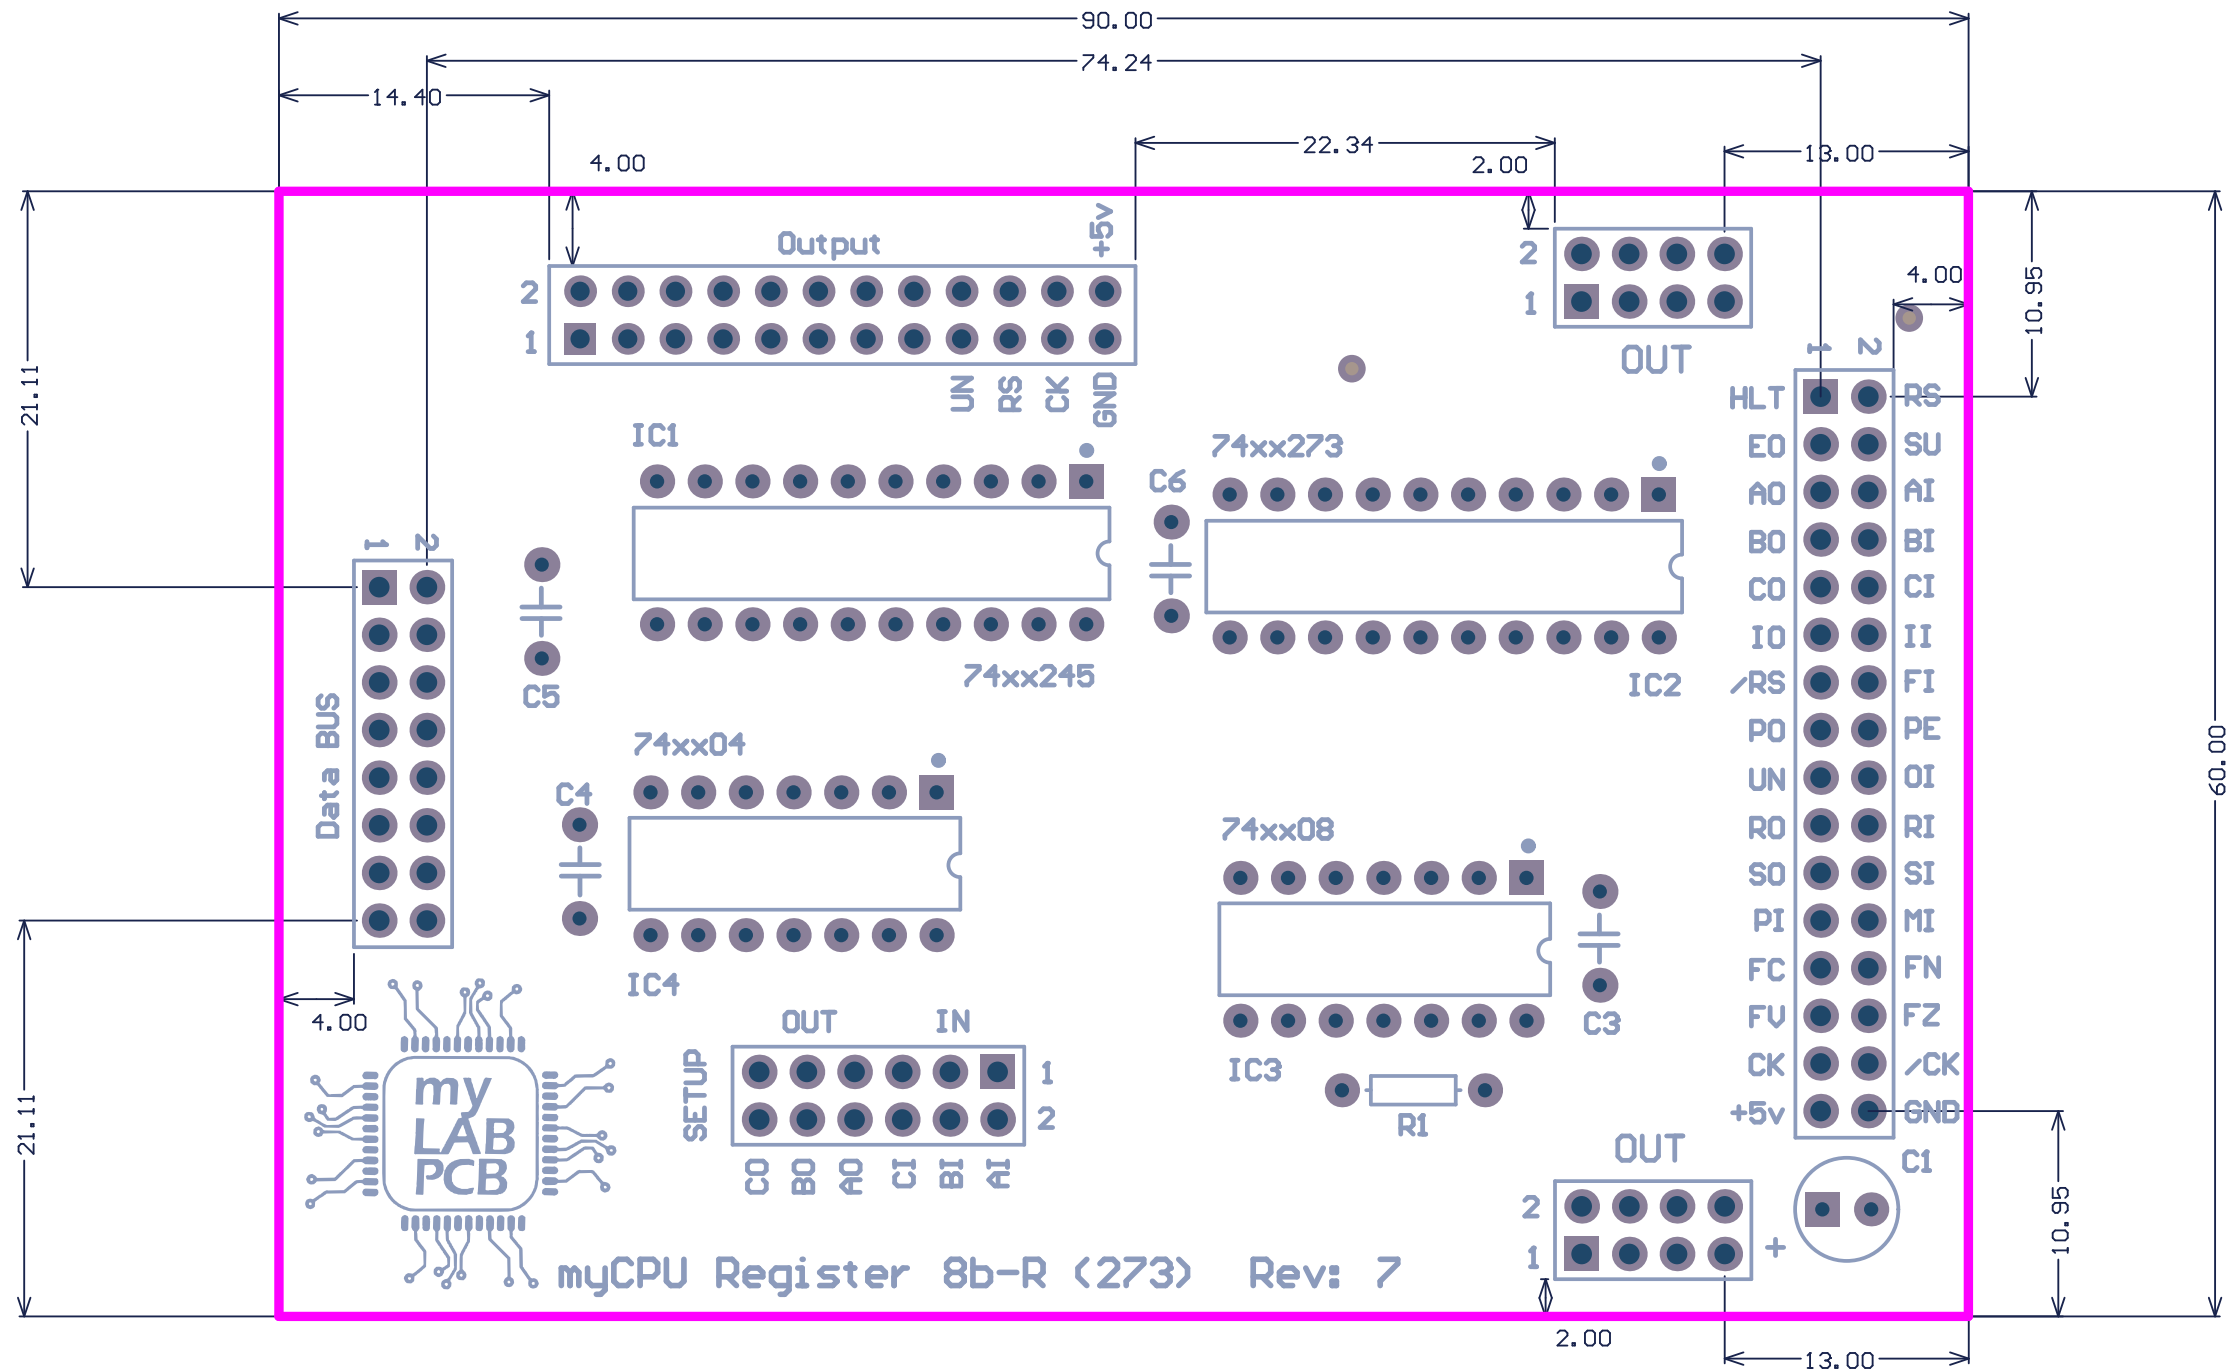 90.00
74.24
14.40
22.34
13.00
4.00
2.00
Output
+5v
2
1
UN
RS
CK
GND
2
1
OUT
4.00
10.95
21.11
60.00
1
2
HLT RS
EO SU
AO AI
BO BI
CO CI
IO II
/RS FI
PO PE
UN OI
RO RI
SO SI
PI MI
FC FN
FV FZ
CK /CK
+5v GND
IC1
74xx245
C6
74xx273
IC2
1
2
Data BUS
C5
74xx04
C4
IC4
74xx08
C3
IC3
R1
4.00
21.11
OUT IN
SETUP
1
2
CO
BO
AO
CI
BI
AI
my
LAB
PCB
OUT
2
1
C1
+
10.95
myCPU Register 8b-R (273) Rev: 7
2.00
13.00